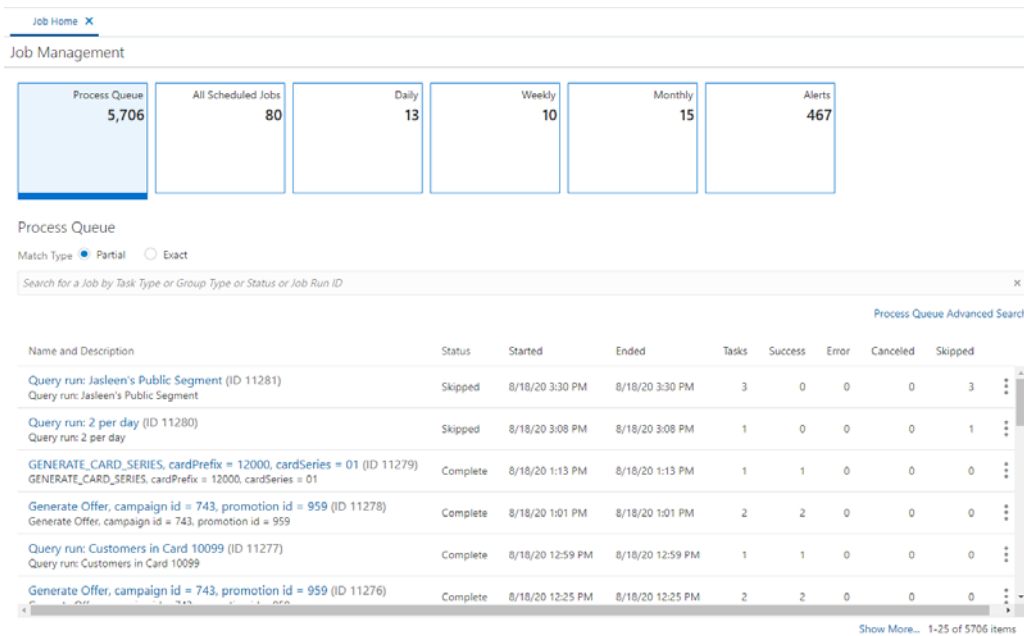 Job Home ✕
Job Management
Process Queue All Scheduled Jobs Daily Weekly Monthly Alerts
5,706 80 13 10 15 467
Process Queue
Match Type Partial Exact
Search for a Job by Task Type or Group Type or Status or Job Run ID ×
Process Queue Advanced Search
Name and Description Status Started Ended Tasks Success Error Canceled Skipped
Query run: Jasleen's Public Segment (ID 11281) Skipped 8/18/20 3:30 PM 8/18/20 3:30 PM 3 0 0 0 3
Query run: Jasleen's Public Segment
Query run: 2 per day (ID 11280) Skipped 8/18/20 3:08 PM 8/18/20 3:08 PM 1 0 0 0 1
Query run: 2 per day
GENERATE_CARD_SERIES, cardPrefix = 12000, cardSeries = 01 (ID 11279) Complete 8/18/20 1:13 PM 8/18/20 1:13 PM 1 1 0 0 0
GENERATE_CARD_SERIES, cardPrefix = 12000, cardSeries = 01
Generate Offer, campaign id = 743, promotion id = 959 (ID 11278) Complete 8/18/20 1:01 PM 8/18/20 1:01 PM 2 2 0 0 0
Generate Offer, campaign id = 743, promotion id = 959
Query run: Customers in Card 10099 (ID 11277) Complete 8/18/20 12:59 PM 8/18/20 12:59 PM 1 1 0 0 0
Query run: Customers in Card 10099
Generate Offer, campaign id = 743, promotion id = 959 (ID 11276) Complete 8/18/20 12:25 PM 8/18/20 12:25 PM 2 2 0 0 0
Show More... 1-25 of 5706 items